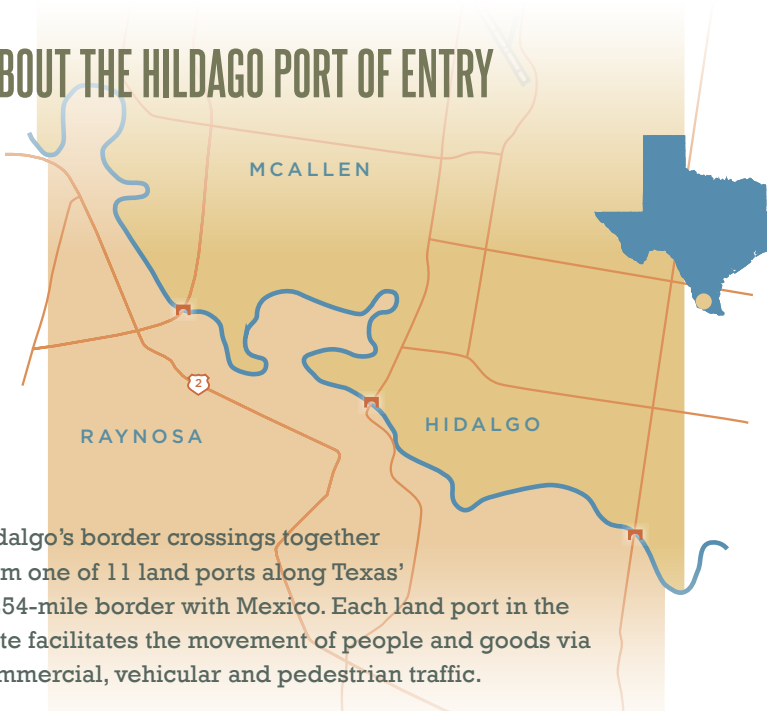 BOUT THE HILDAGO PORT OF ENTRY
MCALLEN
2
HIDALGO
RAYNOSA
dalgo’s border crossings together
m one of 11 land ports along Texas’
54-mile border with Mexico. Each land port in the
te facilitates the movement of people and goods via
mmercial, vehicular and pedestrian traffic.